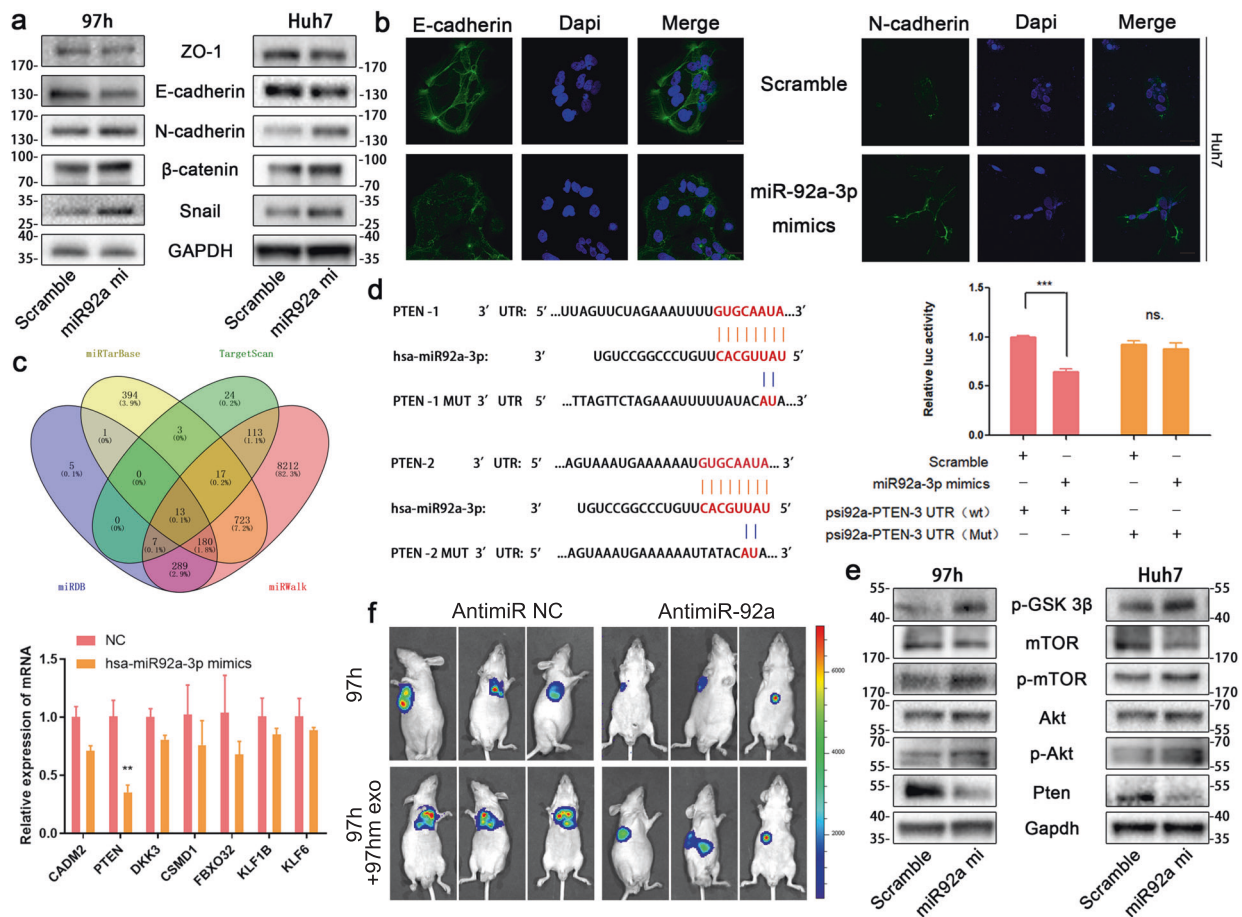 a
97h
Huh7
ZO-1
170-
-170
E-cadherin
130-
-130
170-
-170
N-cadherin
130-
-130
100-
-100
β-catenin
70-
-70
35-
-35
Snail
25-
-25
40-
-40
GAPDH
35-
-35
Scramble
miR92a mi
Scramble
miR92a mi
b
E-cadherin
Dapi
Merge
N-cadherin
Dapi
Merge
Scramble
miR-92a-3p
mimics
Huh7
c
miRTarBase
TargetScan
394
(3.9%)
24
(0.2%)
5
(0.1%)
1
(0%)
3
(0%)
113
(1.1%)
8212
(82.3%)
0
(0%)
17
(0.2%)
13
(0.1%)
0
(0%)
723
(7.2%)
7
(0.1%)
180
(1.8%)
289
(2.9%)
miRDB
miRWalk
NC
hsa-miR92a-3p mimics
Relative expression of mRNA
1.5
1.0
0.5
0.0
**
CADM2
PTEN
DKK3
CSMD1
FBXO32
KLF1B
KLF6
d
PTEN -1 3′ UTR: 5′ ...UUAGUUCUAGAAAUUUUGUGCAAUA...3′
hsa-miR92a-3p: 3′ UGUCCGGCCCUGUUCACGUUAU 5′
PTEN -1 MUT 3′ UTR 5′ ...TTAGTTCTAGAAATTTTTATACAUA...3′
PTEN-2 3′ UTR: 5′ ...AGUAAAUGAAAAAAUGUGCAAUA... 3′
hsa-miR92a-3p: 3′ UGUCCGGCCCUGUUCACGUUAU 5′
PTEN -2 MUT 3′ UTR: 5′ ...AGUAAAUGAAAAAAUTATACAUA... 3′
Relative luc activity
1.5
1.0
0.5
0.0
***
ns.
Scramble + − + −
miR92a-3p mimics − + − +
psi92a-PTEN-3 UTR（wt） + + − −
psi92a-PTEN-3 UTR（Mut） − − + +
e
97h
Huh7
55-
-55
p-GSK 3β
40-
-40
mTOR
170-
-170
p-mTOR
170-
-170
70-
-70
Akt
55-
-55
70-
-70
p-Akt
55-
-55
55-
-55
Pten
40-
-40
Gapdh
35-
-35
Scramble
miR92a mi
Scramble
miR92a mi
f
AntimiR NC
AntimiR-92a
97h
97h
+97hm exo
6000
4000
2000